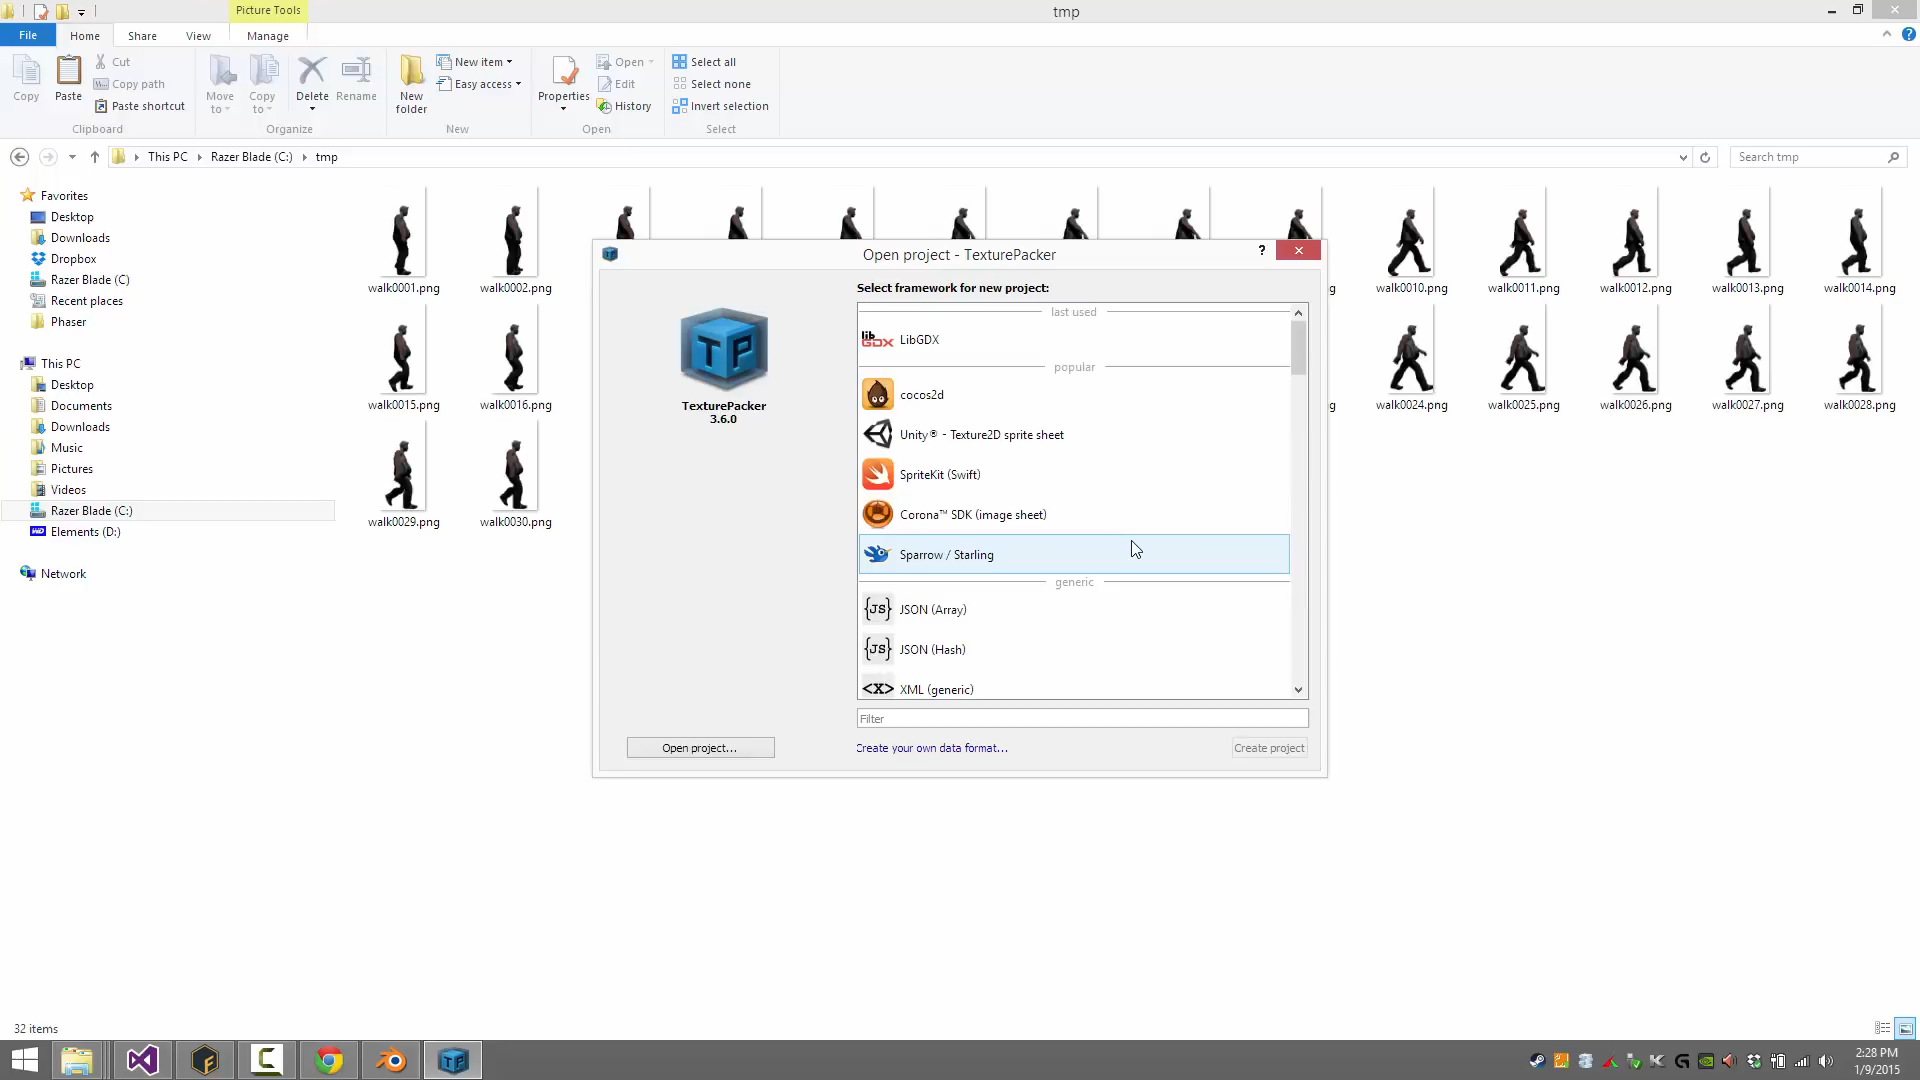 Picture Tools
tmp
File
Home
Share
View
Manage
Copy
Paste
Cut
Copy path
Paste shortcut
Clipboard
Move to
Copy to
Delete
Rename
Organize
New folder
New item
Easy access
New
Properties
Open
Edit
History
Open
Select all
Select none
Invert selection
Select
This PC
Razer Blade (C:)
tmp
Search tmp
Favorites
Desktop
Downloads
Dropbox
Razer Blade (C)
Recent places
Phaser
This PC
Desktop
Documents
Downloads
Music
Pictures
Videos
Razer Blade (C:)
Elements (D:)
Network
walk0001.png
walk0002.png
walk0010.png
walk0011.png
walk0012.png
walk0013.png
walk0014.png
walk0015.png
walk0016.png
walk0024.png
walk0025.png
walk0026.png
walk0027.png
walk0028.png
walk0029.png
walk0030.png
Open project - TexturePacker
?
TP
TexturePacker
3.6.0
Open project...
Select framework for new project:
last used
lib GDX LibGDX
popular
cocos2d
Unity® - Texture2D sprite sheet
SpriteKit (Swift)
Corona™ SDK (image sheet)
Sparrow / Starling
generic
{JS} JSON (Array)
{JS} JSON (Hash)
<X> XML (generic)
Filter
Create your own data format...
Create project
32 items
2:28 PM
1/9/2015